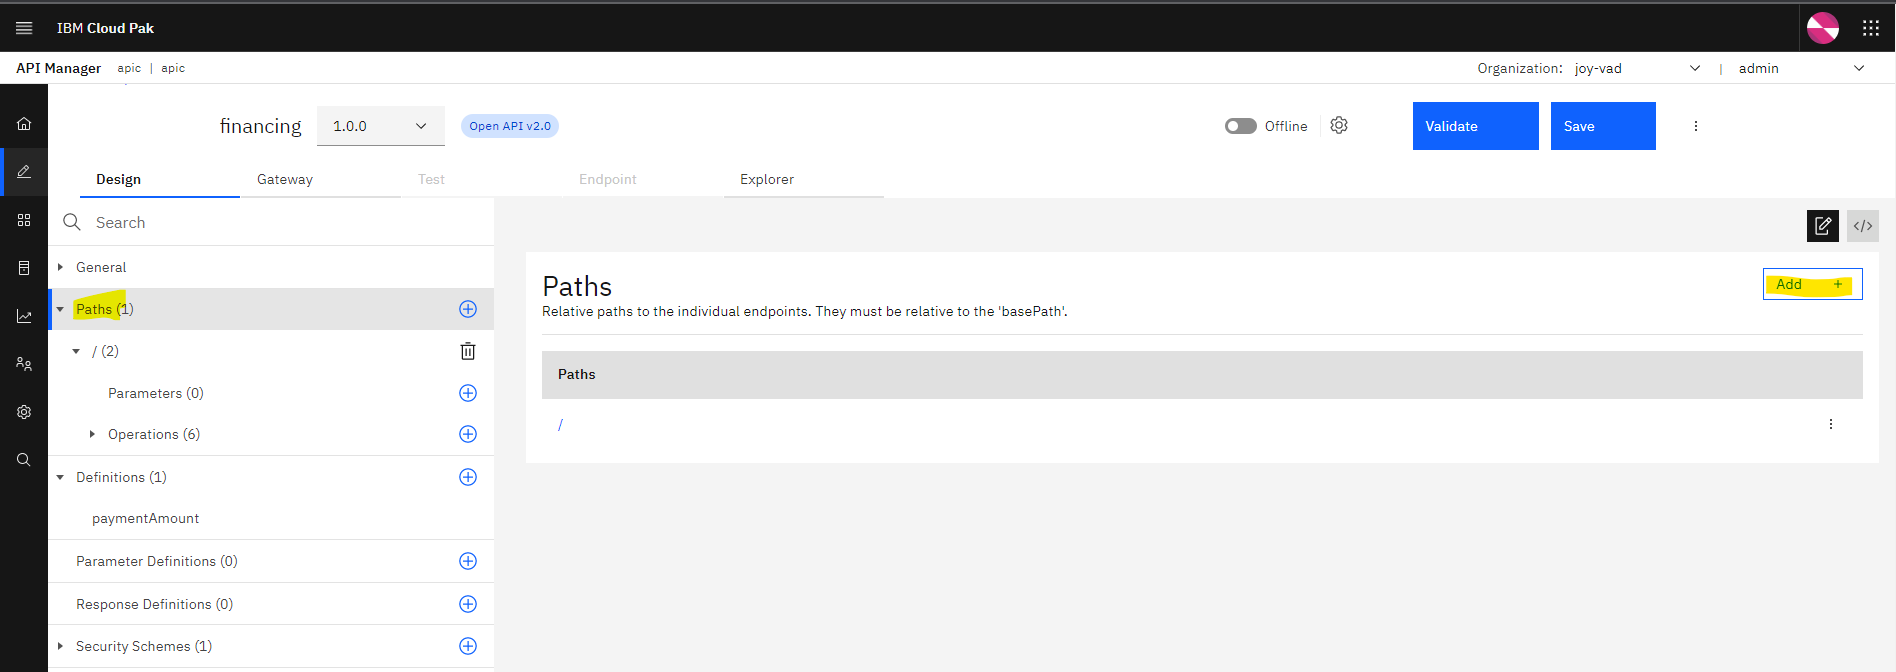 IBM Cloud Pak
API Manager apic | apic
Organization: joy-vad | admin
financing 1.0.0 Open API v2.0 Offline Validate Save
Design Gateway Test Endpoint Explorer
Search
General
Paths (1)
/ (2)
Parameters (0)
Operations (6)
Definitions (1)
paymentAmount
Parameter Definitions (0)
Response Definitions (0)
Security Schemes (1)
</>
Paths
Add +
Relative paths to the individual endpoints. They must be relative to the 'basePath'.
Paths
/